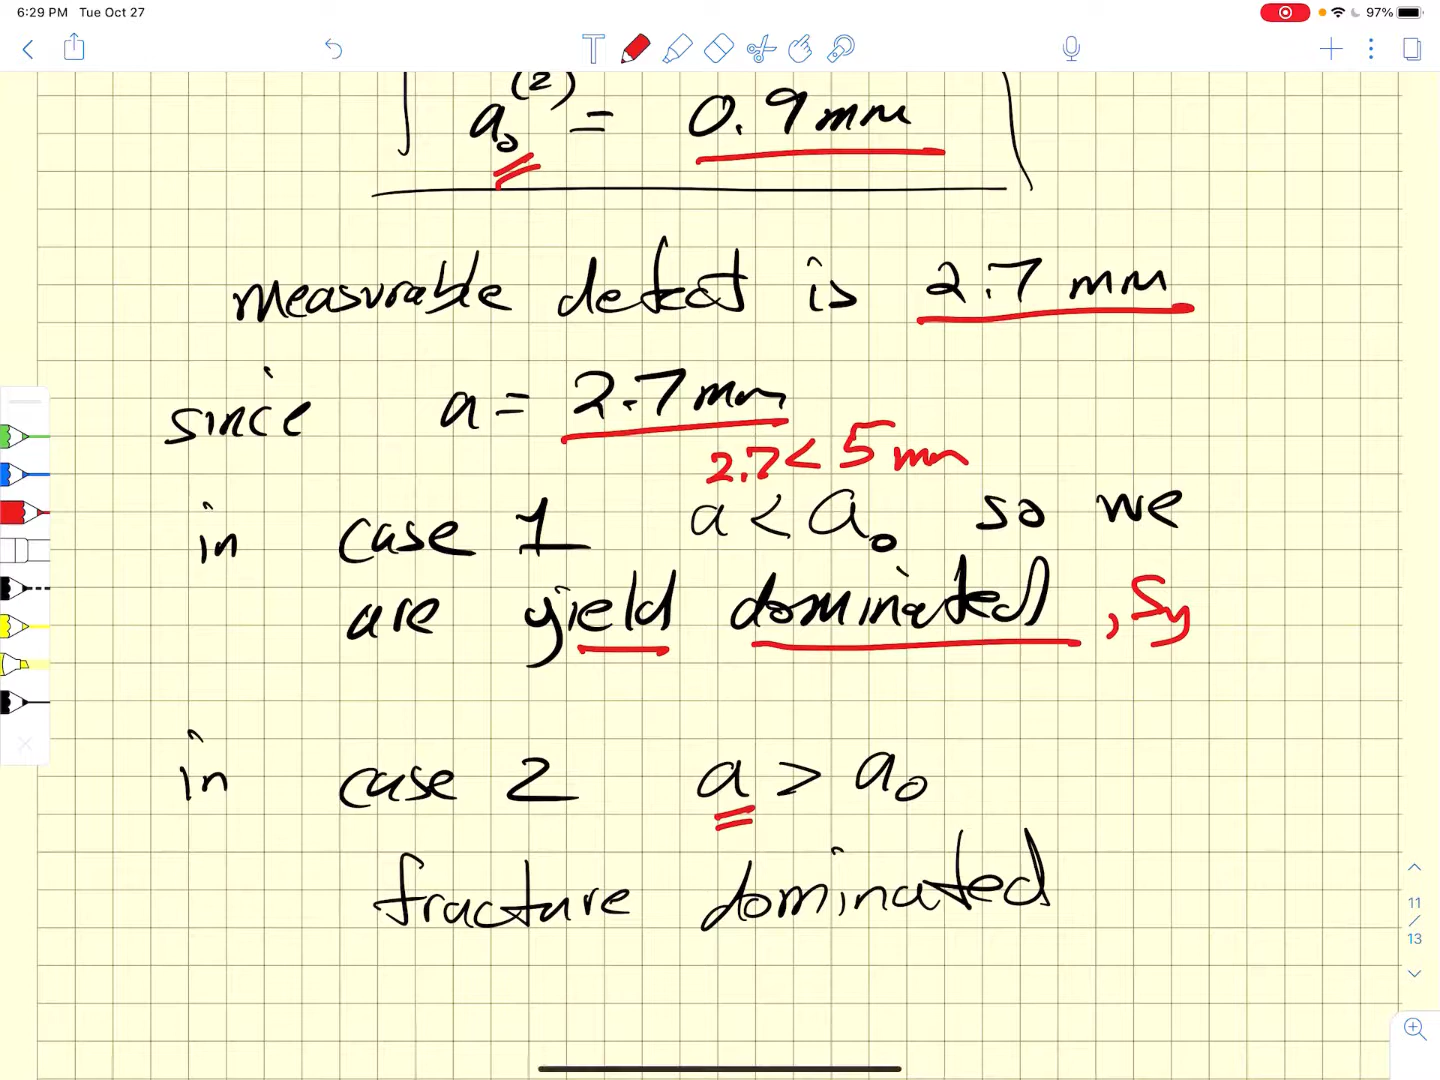 6:29 PM Tue Oct 27
97%
T
a₀⁽²⁾ = 0.9 mm
measurable defect is 2.7 mm
since a = 2.7 mm
2.7 < 5 mm
in case 1 a < a₀ so we
are yield dominated , Sy
in case 2 a > a₀
fracture dominated
11
/
13